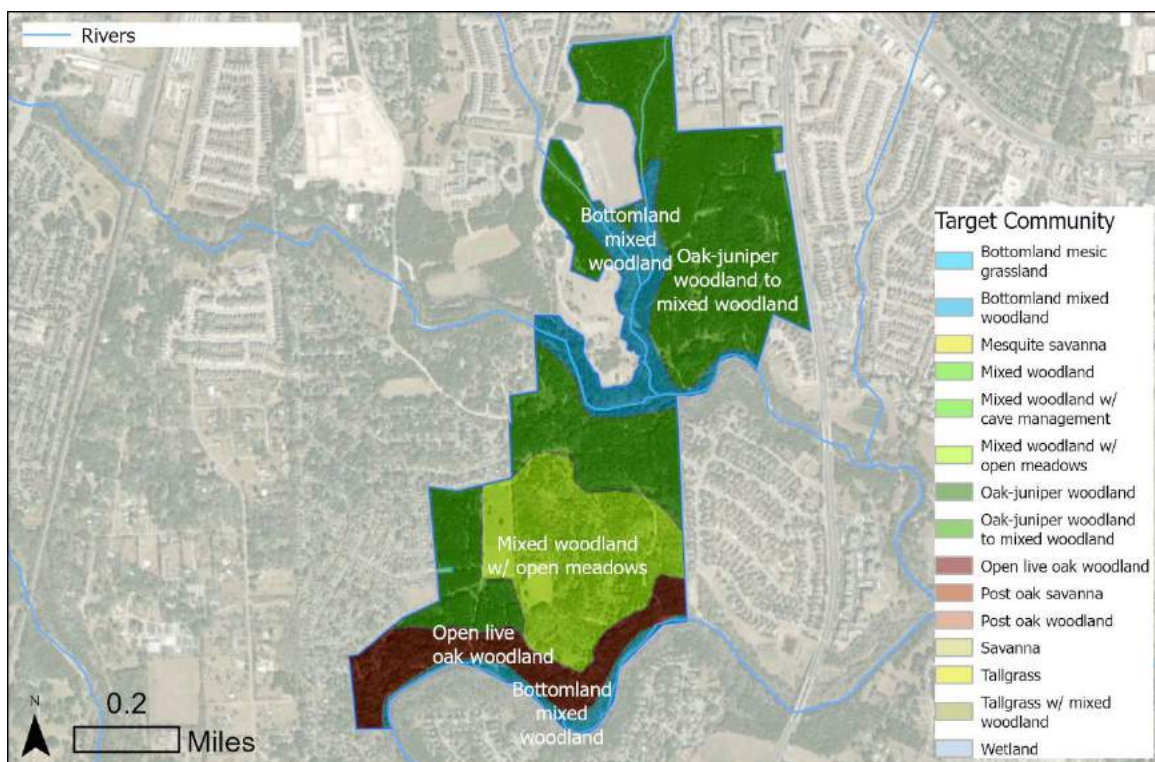 Rivers
Bottomland
mixed
woodland
Oak-juniper
woodland to
mixed woodland
Mixed woodland
w/ open meadows
Open live
oak woodland
Bottomland
mixed
woodland
N
0.2
Miles
Target Community
Bottomland mesic
grassland
Bottomland mixed
woodland
Mesquite savanna
Mixed woodland
Mixed woodland w/
cave management
Mixed woodland w/
open meadows
Oak-juniper woodland
Oak-juniper woodland
to mixed woodland
Open live oak woodland
Post oak savanna
Post oak woodland
Savanna
Tallgrass
Tallgrass w/ mixed
woodland
Wetland